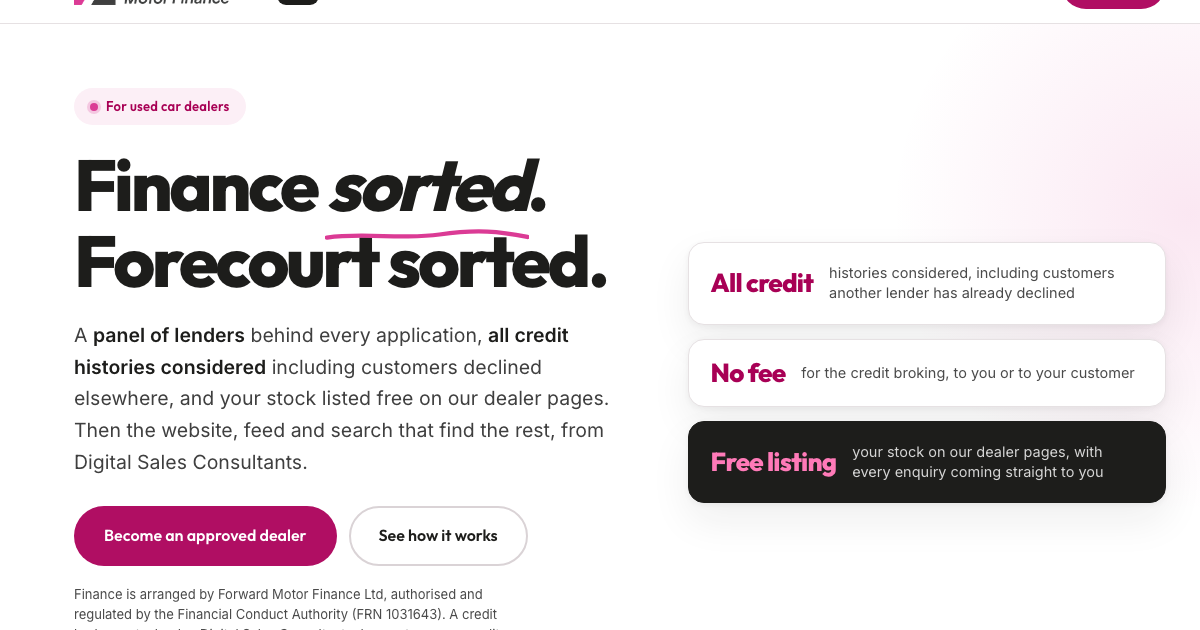 Motor Finance
For used car dealers
Finance sorted.
Forecourt sorted.
A panel of lenders behind every application, all credit
histories considered including customers declined
elsewhere, and your stock listed free on our dealer pages.
Then the website, feed and search that find the rest, from
Digital Sales Consultants.
Become an approved dealer
See how it works
Finance is arranged by Forward Motor Finance Ltd, authorised and
regulated by the Financial Conduct Authority (FRN 1031643). A credit
All credit
histories considered, including customers
another lender has already declined
No fee
for the credit broking, to you or to your customer
Free listing
your stock on our dealer pages, with
every enquiry coming straight to you